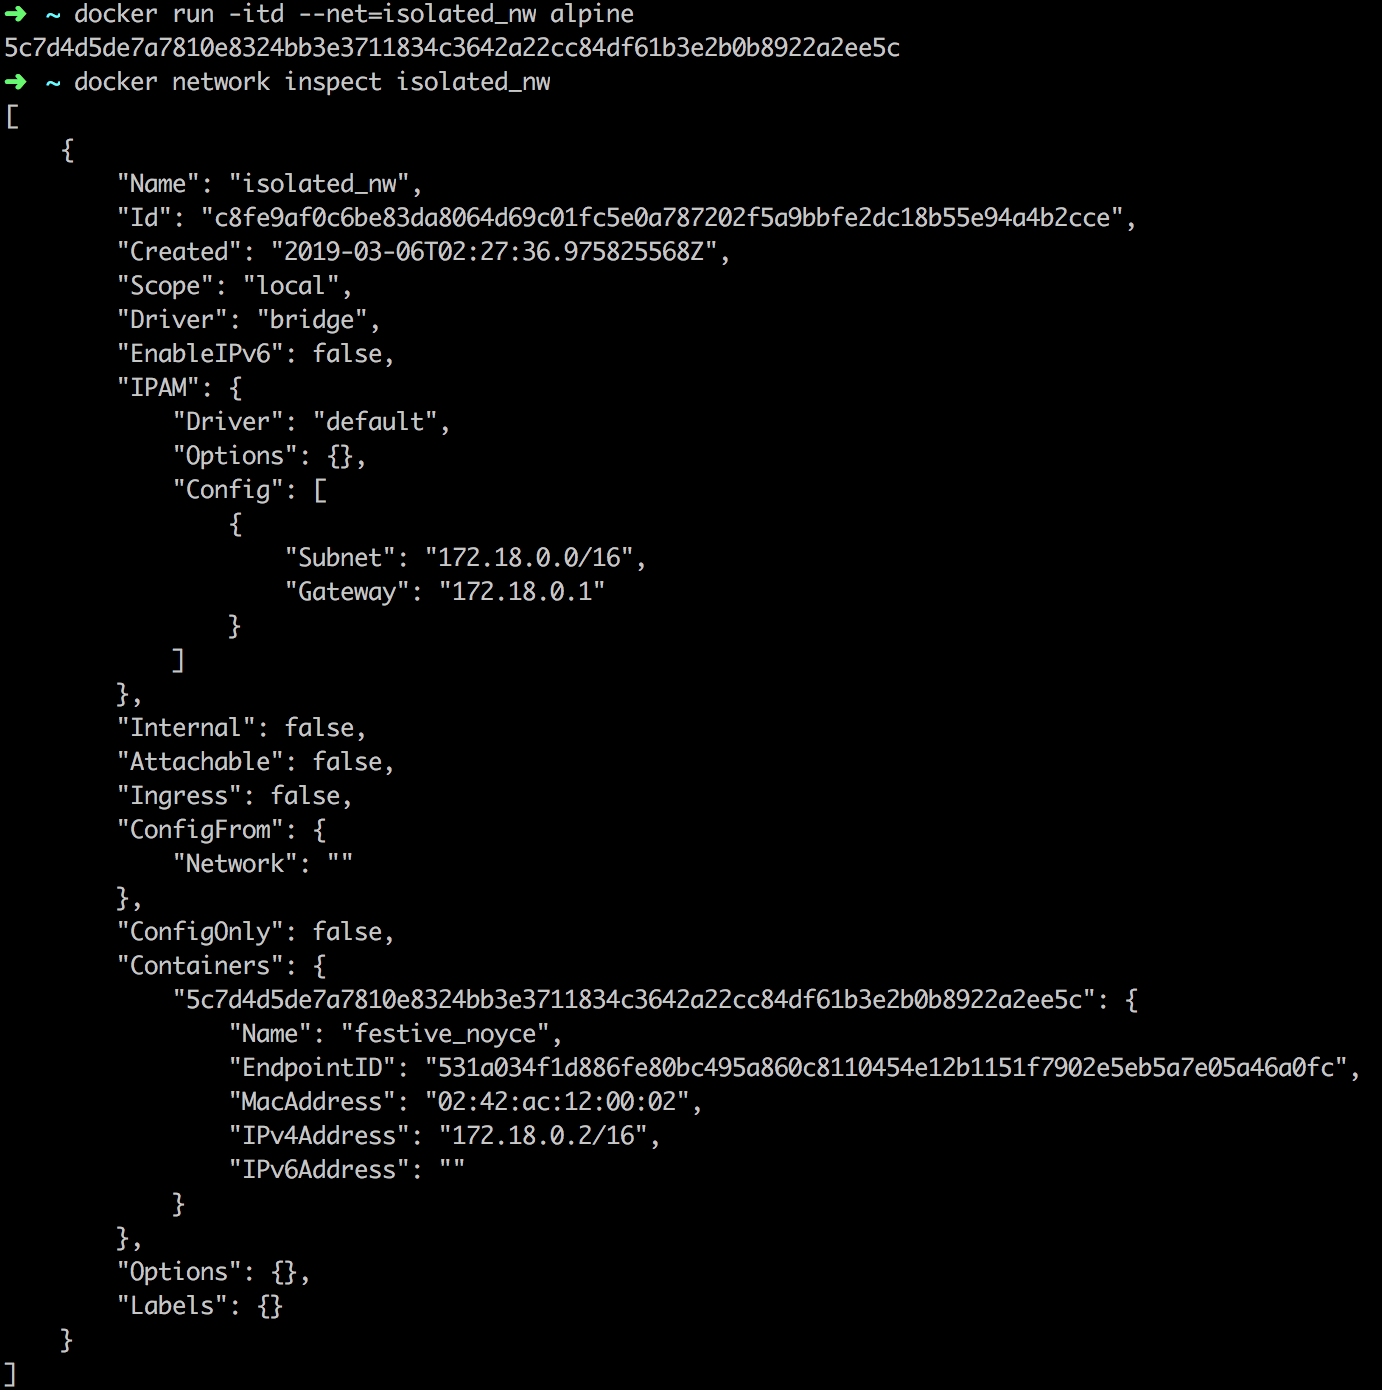 ➜ ~ docker run -itd --net=isolated_nw alpine
5c7d4d5de7a7810e8324bb3e3711834c3642a22cc84df61b3e2b0b8922a2ee5c
➜ ~ docker network inspect isolated_nw
[
    {
        "Name": "isolated_nw",
        "Id": "c8fe9af0c6be83da8064d69c01fc5e0a787202f5a9bbfe2dc18b55e94a4b2cce",
        "Created": "2019-03-06T02:27:36.975825568Z",
        "Scope": "local",
        "Driver": "bridge",
        "EnableIPv6": false,
        "IPAM": {
            "Driver": "default",
            "Options": {},
            "Config": [
                {
                    "Subnet": "172.18.0.0/16",
                    "Gateway": "172.18.0.1"
                }
            ]
        },
        "Internal": false,
        "Attachable": false,
        "Ingress": false,
        "ConfigFrom": {
            "Network": ""
        },
        "ConfigOnly": false,
        "Containers": {
            "5c7d4d5de7a7810e8324bb3e3711834c3642a22cc84df61b3e2b0b8922a2ee5c": {
                "Name": "festive_noyce",
                "EndpointID": "531a034f1d886fe80bc495a860c8110454e12b1151f7902e5eb5a7e05a46a0fc",
                "MacAddress": "02:42:ac:12:00:02",
                "IPv4Address": "172.18.0.2/16",
                "IPv6Address": ""
            }
        },
        "Options": {},
        "Labels": {}
    }
]